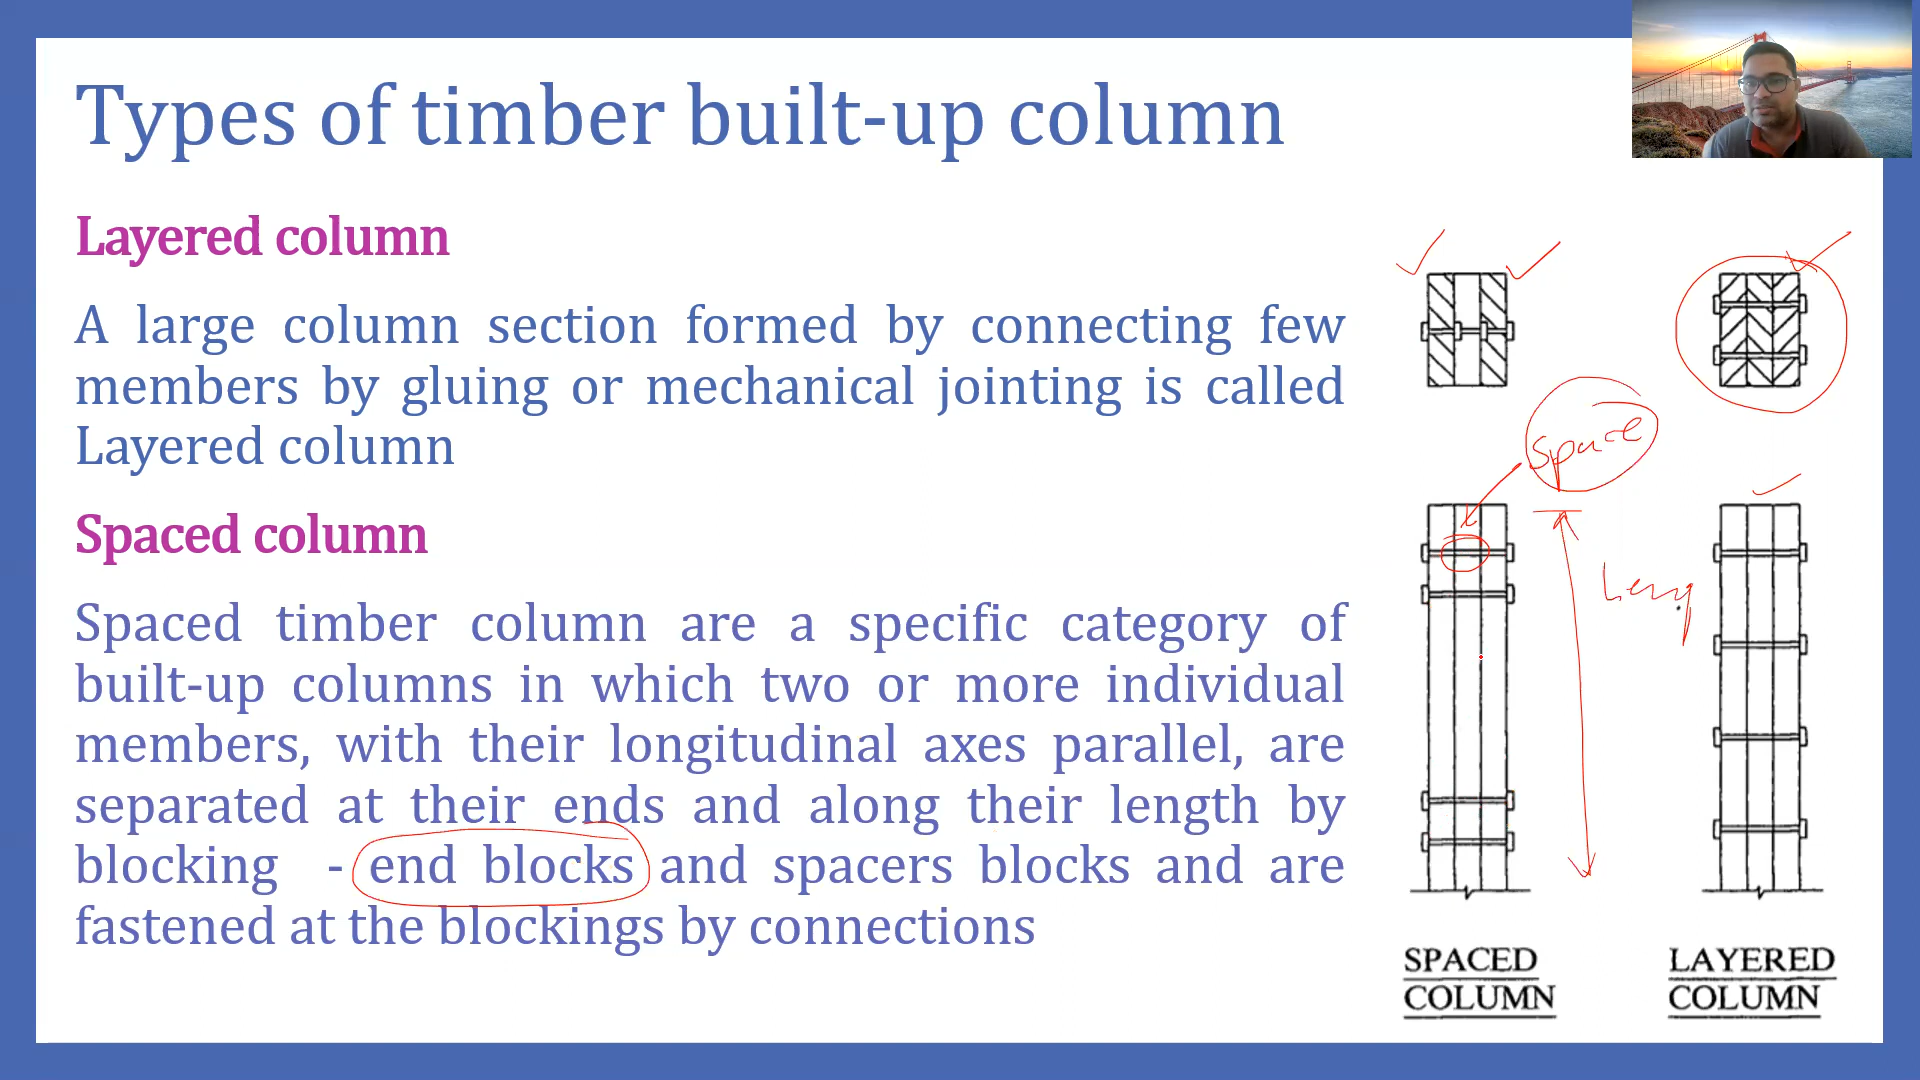 Types of timber built-up column
Layered column
A large column section formed by connecting few
members by gluing or mechanical jointing is called
Layered column
Spaced column
Spaced timber column are a specific category of
built-up columns in which two or more individual
members, with their longitudinal axes parallel, are
separated at their ends and along their length by
blocking - end blocks and spacers blocks and are
fastened at the blockings by connections
Space
Leng
SPACED
COLUMN
LAYERED
COLUMN